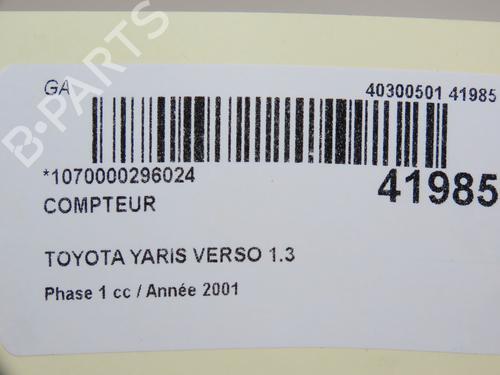 GA
40300501 41985
*1070000296024
41985
COMPTEUR
TOYOTA YARIS VERSO 1.3
Phase 1 cc / Année 2001
B-PARTS